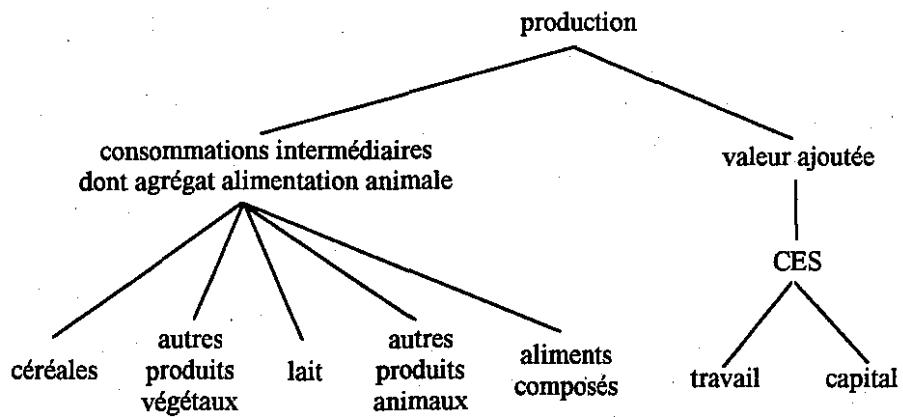 production
consommations intermédiaires
dont agrégat alimentation animale
valeur ajoutée
CES
céréales
autres
produits
végétaux
lait
autres
produits
animaux
aliments
composés
travail
capital